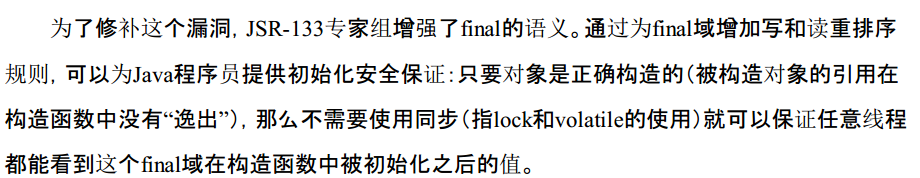 为了修补这个漏洞，JSR-133专家组增强了final的语义。通过为final域增加写和读重排序
规则，可以为Java程序员提供初始化安全保证：只要对象是正确构造的（被构造对象的引用在
构造函数中没有“逸出”），那么不需要使用同步（指lock和volatile的使用）就可以保证任意线程
都能看到这个final域在构造函数中被初始化之后的值。